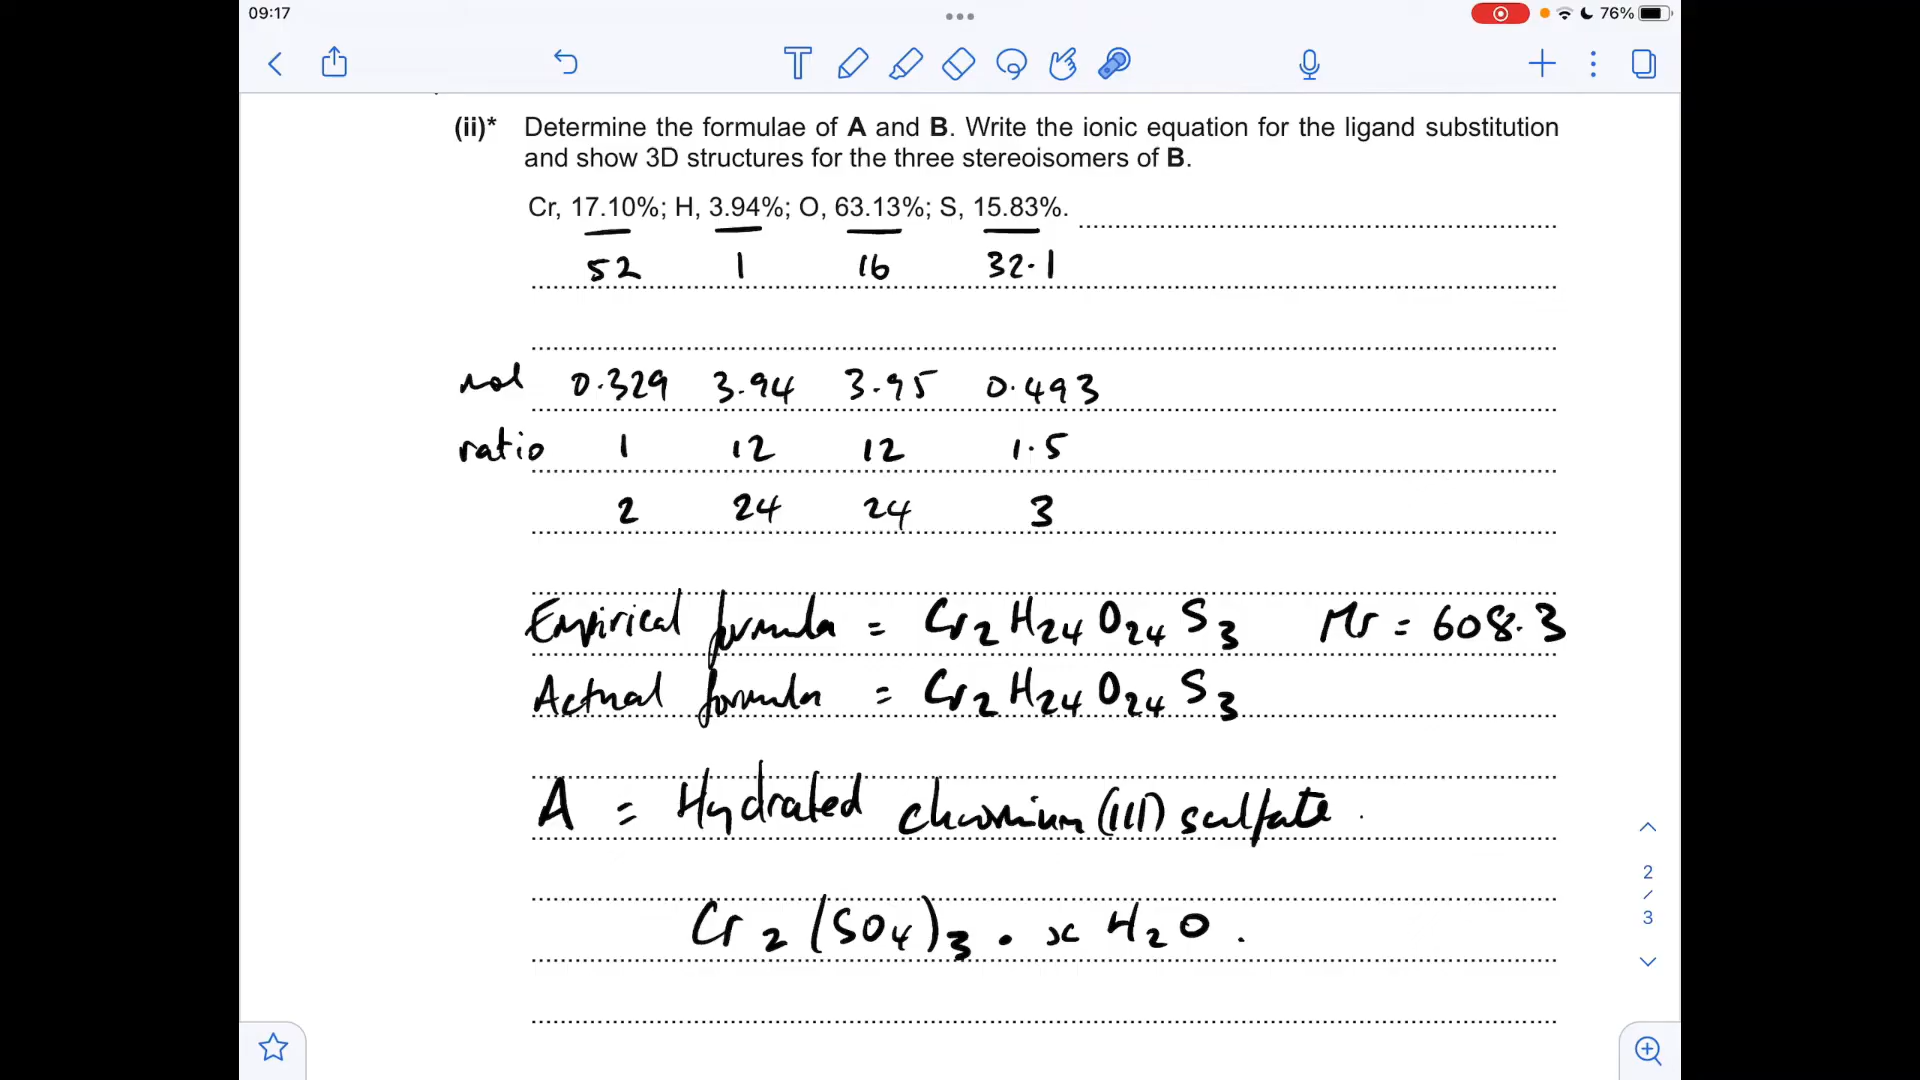 09:17
76%
(ii)* Determine the formulae of A and B. Write the ionic equation for the ligand substitution
and show 3D structures for the three stereoisomers of B.
Cr, 17.10%; H, 3.94%; O, 63.13%; S, 15.83%.
52 1 16 32.1
mol 0.329 3.94 3.95 0.493
ratio 1 12 12 1.5
2 24 24 3
Empirical formula = Cr₂H₂₄O₂₄S₃ Mr = 608.3
Actual formula = Cr₂H₂₄O₂₄S₃
A = Hydrated chromium (III) sulfate.
Cr₂(SO₄)₃ • x H₂O.
2
/
3